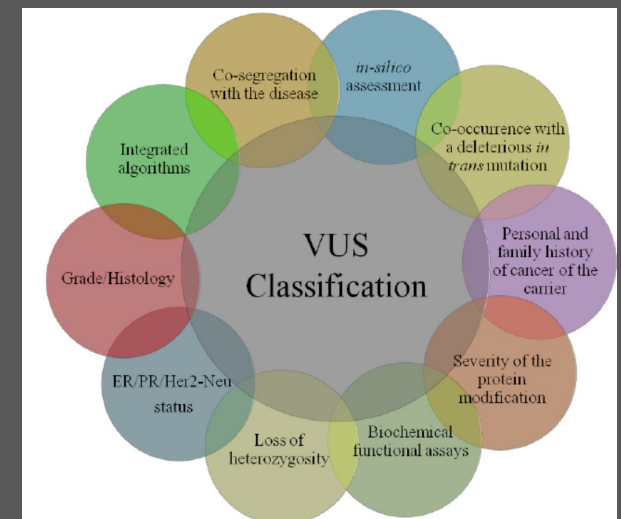 VUS
Classification
in-silico
assessment
Co-occurrence with
a deleterious in
trans mutation
Personal and
family history
of cancer of the
carrier
Severity of the
protein
modification
Biochemical
functional assays
Loss of
heterozygosity
ER/PR/Her2-Neu
status
Grade/Histology
Integrated
algorithms
Co-segregation
with the disease